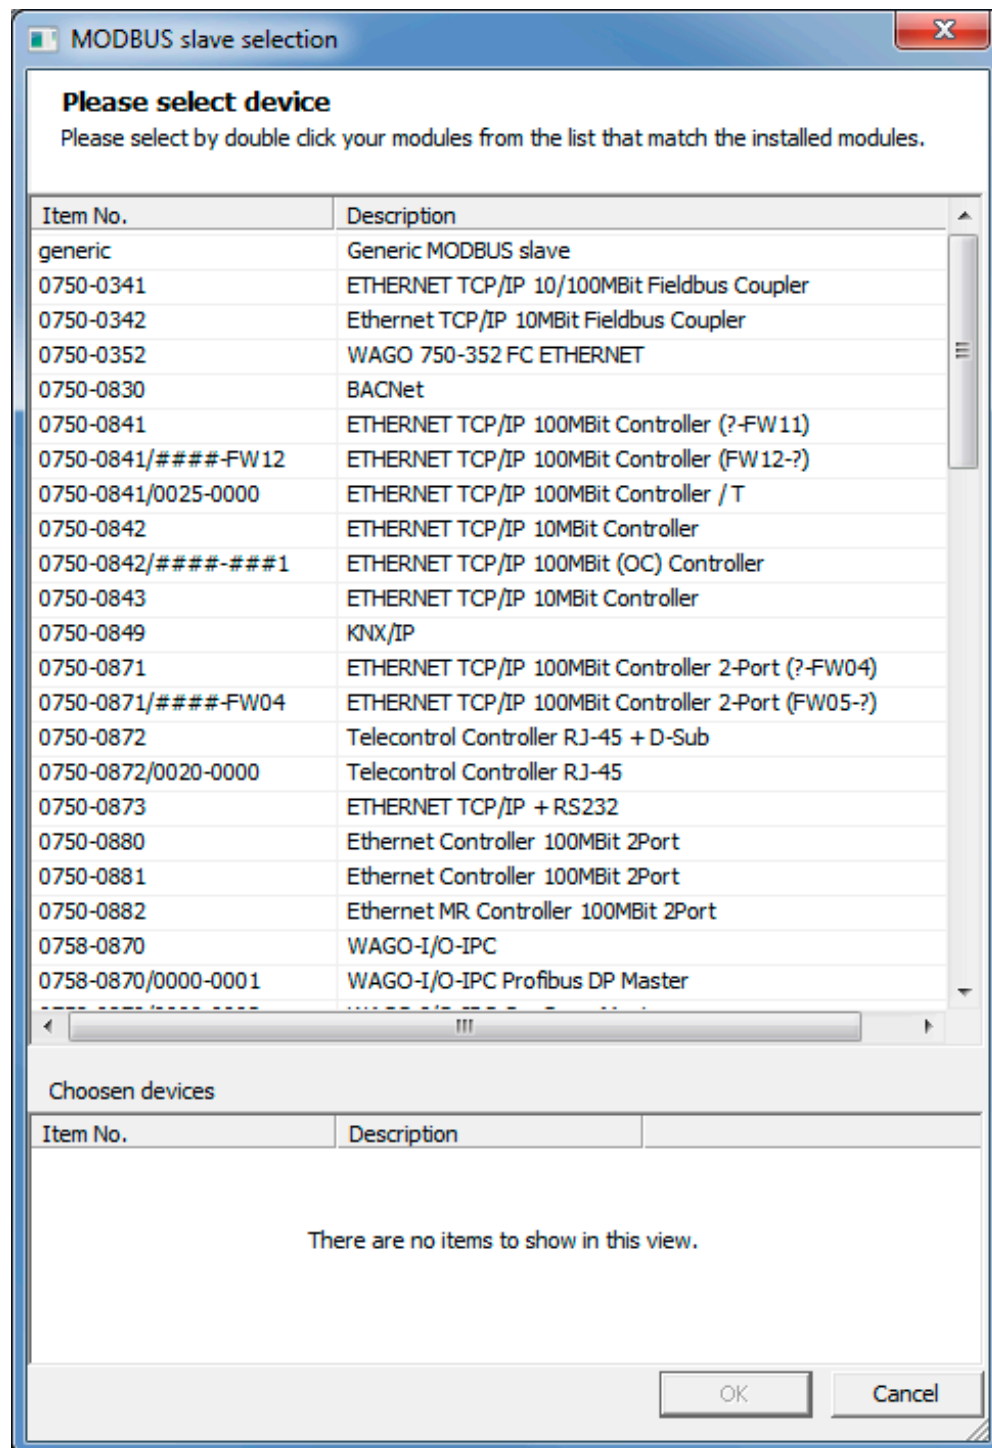 MODBUS slave selection
Please select device
Please select by double click your modules from the list that match the installed modules.
Item No. Description
generic Generic MODBUS slave
0750-0341 ETHERNET TCP/IP 10/100MBit Fieldbus Coupler
0750-0342 Ethernet TCP/IP 10MBit Fieldbus Coupler
0750-0352 WAGO 750-352 FC ETHERNET
0750-0830 BACNet
0750-0841 ETHERNET TCP/IP 100MBit Controller (?-FW11)
0750-0841/####-FW12 ETHERNET TCP/IP 100MBit Controller (FW12-?)
0750-0841/0025-0000 ETHERNET TCP/IP 100MBit Controller / T
0750-0842 ETHERNET TCP/IP 10MBit Controller
0750-0842/####-###1 ETHERNET TCP/IP 100MBit (OC) Controller
0750-0843 ETHERNET TCP/IP 10MBit Controller
0750-0849 KNX/IP
0750-0871 ETHERNET TCP/IP 100MBit Controller 2-Port (?-FW04)
0750-0871/####-FW04 ETHERNET TCP/IP 100MBit Controller 2-Port (FW05-?)
0750-0872 Telecontrol Controller RJ-45 + D-Sub
0750-0872/0020-0000 Telecontrol Controller RJ-45
0750-0873 ETHERNET TCP/IP + RS232
0750-0880 Ethernet Controller 100MBit 2Port
0750-0881 Ethernet Controller 100MBit 2Port
0750-0882 Ethernet MR Controller 100MBit 2Port
0758-0870 WAGO-I/O-IPC
0758-0870/0000-0001 WAGO-I/O-IPC Profibus DP Master
Choosen devices
Item No. Description
There are no items to show in this view.
OK Cancel